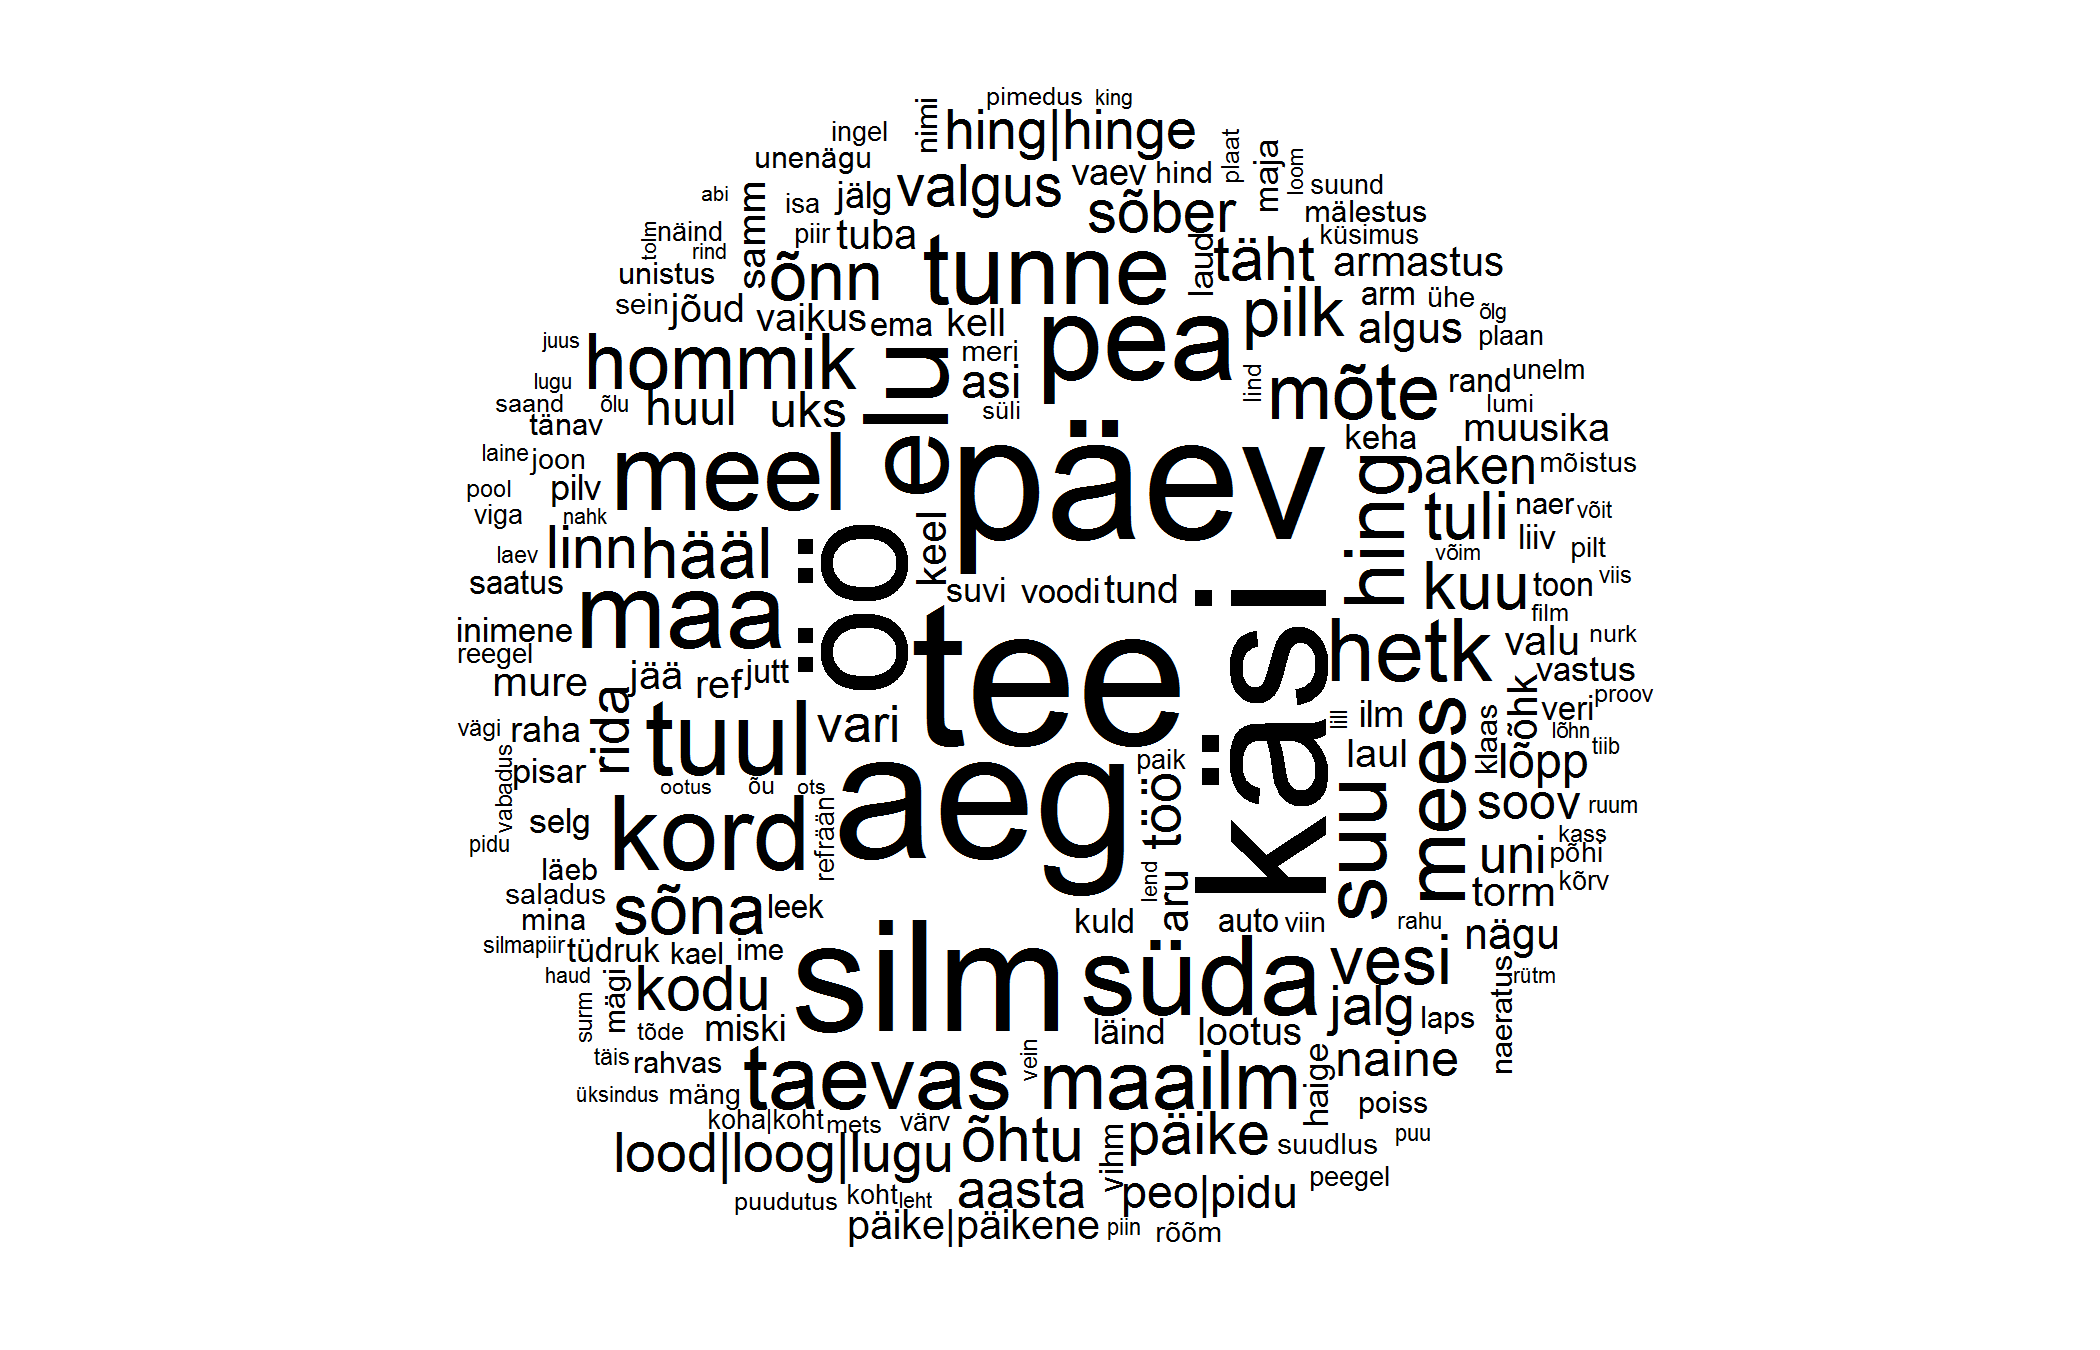 pimedus king
ingel nimi hing|hinge
unenägu valgus vaev hind plaat maja loom suund
abi samm isa jälg sõber mälestus
tolm näind rind piir tuba laud täht küsimus
unistus õnn tunne armastus
sein jõud vaikus ema kell pilk arm ühe õlg
juus hommik elu meri pea algus plaan
lugu asi lind mõte rand unelm
saand õlu huul uks süli lumi
tänav keha muusika
laine joon meel päev hing aken mõistus
pool pilv tuli naer võit
viga nahk keel liiv pilt
laev linn hääl öö võim
saatus maa suvi voodi tund käsi kuu toon viis
inimene tee film
reegel hetk valu nurk
mure jää ref jutt vastus
vägi raha rida tuul vari mees ilm õhk veri proov
pisar aeg paik laul klaas lõpp lõhn tiib
vabadus ootus õu ots töö suu soov ruum
pidu selg kord refrään kass
läeb lend aru uni põhi
saladus sõna leek torm kõrv
mina kuld auto viin rahu
silmapiir tüdruk kael ime silm süda vesi nägu
haud mägi kodu naeratus rütm
surm tõde miski läind lootus jalg laps
täis rahvas taevas vein maailm haige naine
üksindus mäng poiss
koha|koht mets värv
lood|loog|lugu õhtu vihm päike suudlus puu
puudutus koht leht aasta peo|pidu peegel
päike|päikene piin rõõm